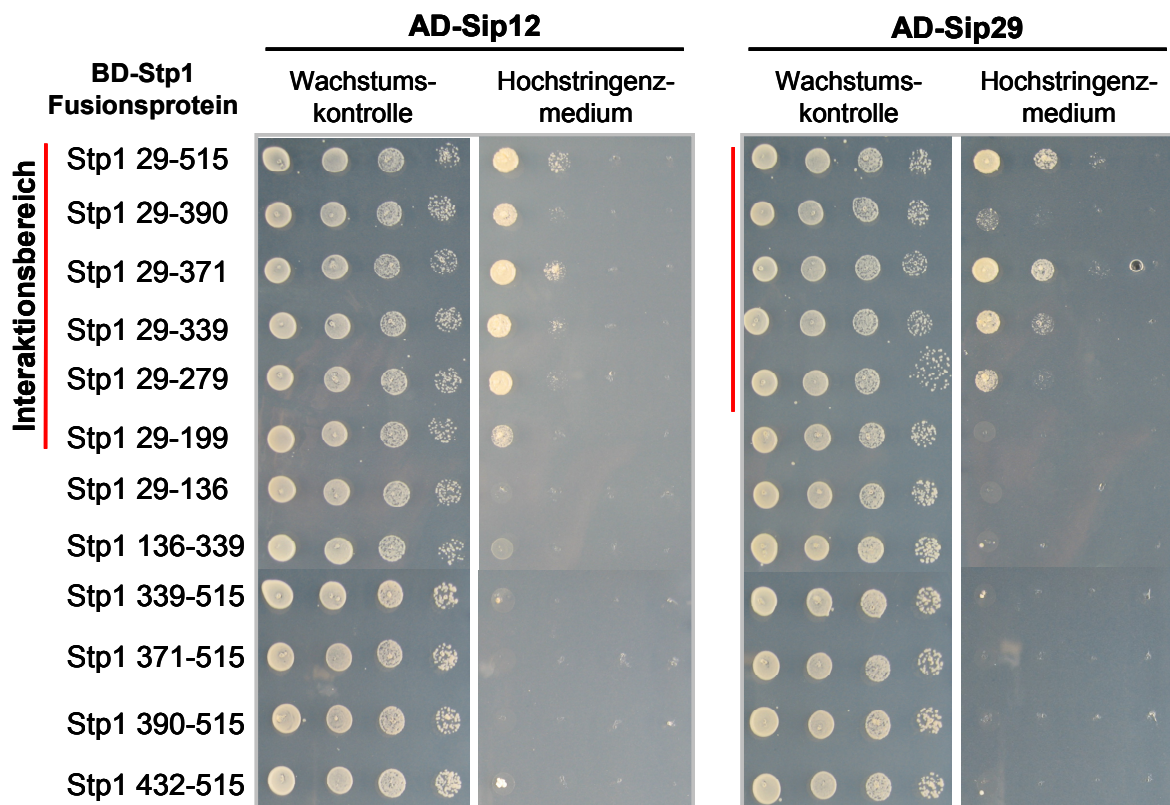 AD-Sip12
AD-Sip29
BD-Stp1
Fusionsprotein
Wachstums-
kontrolle
Hochstringenz-
medium
Wachstums-
kontrolle
Hochstringenz-
medium
Interaktionsbereich
Stp1 29-515
Stp1 29-390
Stp1 29-371
Stp1 29-339
Stp1 29-279
Stp1 29-199
Stp1 29-136
Stp1 136-339
Stp1 339-515
Stp1 371-515
Stp1 390-515
Stp1 432-515